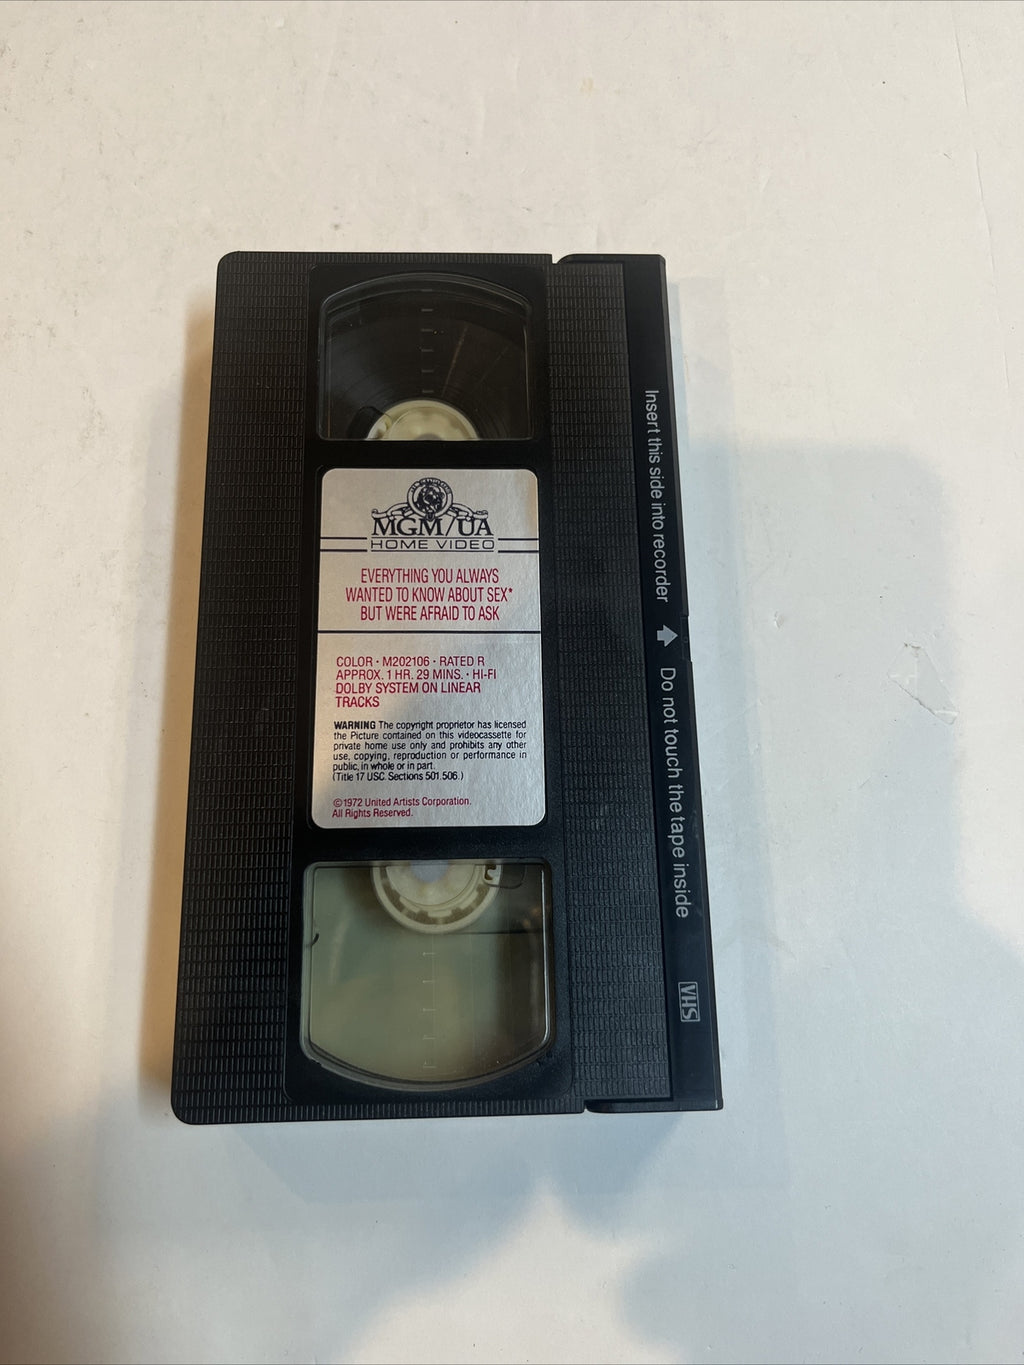 MGM/UA
HOME VIDEO
EVERYTHING YOU ALWAYS
WANTED TO KNOW ABOUT SEX*
BUT WERE AFRAID TO ASK
COLOR • M202106 • RATED R
APPROX. 1 HR. 29 MINS. • HI-FI
DOLBY SYSTEM ON LINEAR
TRACKS
WARNING The copyright proprietor has licensed
the Picture contained on this videocassette for
private home use only and prohibits any other
use, copying, reproduction or performance in
public, in whole or in part.
(Title 17 USC Sections 501 506.)
©1972 United Artists Corporation.
All Rights Reserved.
Insert this side into recorder
Do not touch the tape inside
VHS